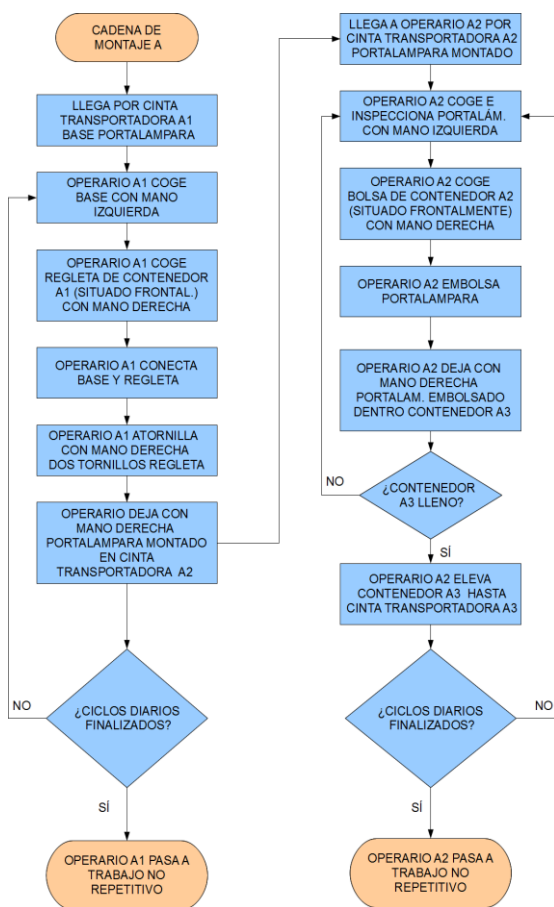 CADENA DE
MONTAJE A
LLEGA POR CINTA
TRANSPORTADORA A1
BASE PORTALAMPARA
OPERARIO A1 COGE
BASE CON MANO
IZQUIERDA
OPERARIO A1 COGE
REGLETA DE CONTENEDOR
A1 (SITUADO FRONTAL.)
CON MANO DERECHA
OPERARIO A1 CONECTA
BASE Y REGLETA
OPERARIO A1 ATORNILLA
CON MANO DERECHA
DOS TORNILLOS REGLETA
OPERARIO DEJA CON
MANO DERECHA
PORTALAMPARA MONTADO
EN CINTA
TRANSPORTADORA A2
¿CICLOS DIARIOS
FINALIZADOS?
NO
SÍ
OPERARIO A1 PASA A
TRABAJO NO
REPETITIVO
LLEGA A OPERARIO A2 POR
CINTA TRANSPORTADORA A2
PORTALAMPARA MONTADO
OPERARIO A2 COGE E
INSPECCIONA PORTALÁM.
CON MANO IZQUIERDA
OPERARIO A2 COGE
BOLSA DE CONTENEDOR A2
(SITUADO FRONTALMENTE)
CON MANO DERECHA
OPERARIO A2 EMBOLSA
PORTALAMPARA
OPERARIO A2 DEJA CON
MANO DERECHA
PORTALAM. EMBOLSADO
DENTRO CONTENEDOR A3
NO
¿CONTENEDOR
A3 LLENO?
SÍ
OPERARIO A2 ELEVA
CONTENEDOR A3 HASTA
CINTA TRANSPORTADORA A3
¿CICLOS DIARIOS
FINALIZADOS?
NO
SÍ
OPERARIO A2 PASA A
TRABAJO NO
REPETITIVO